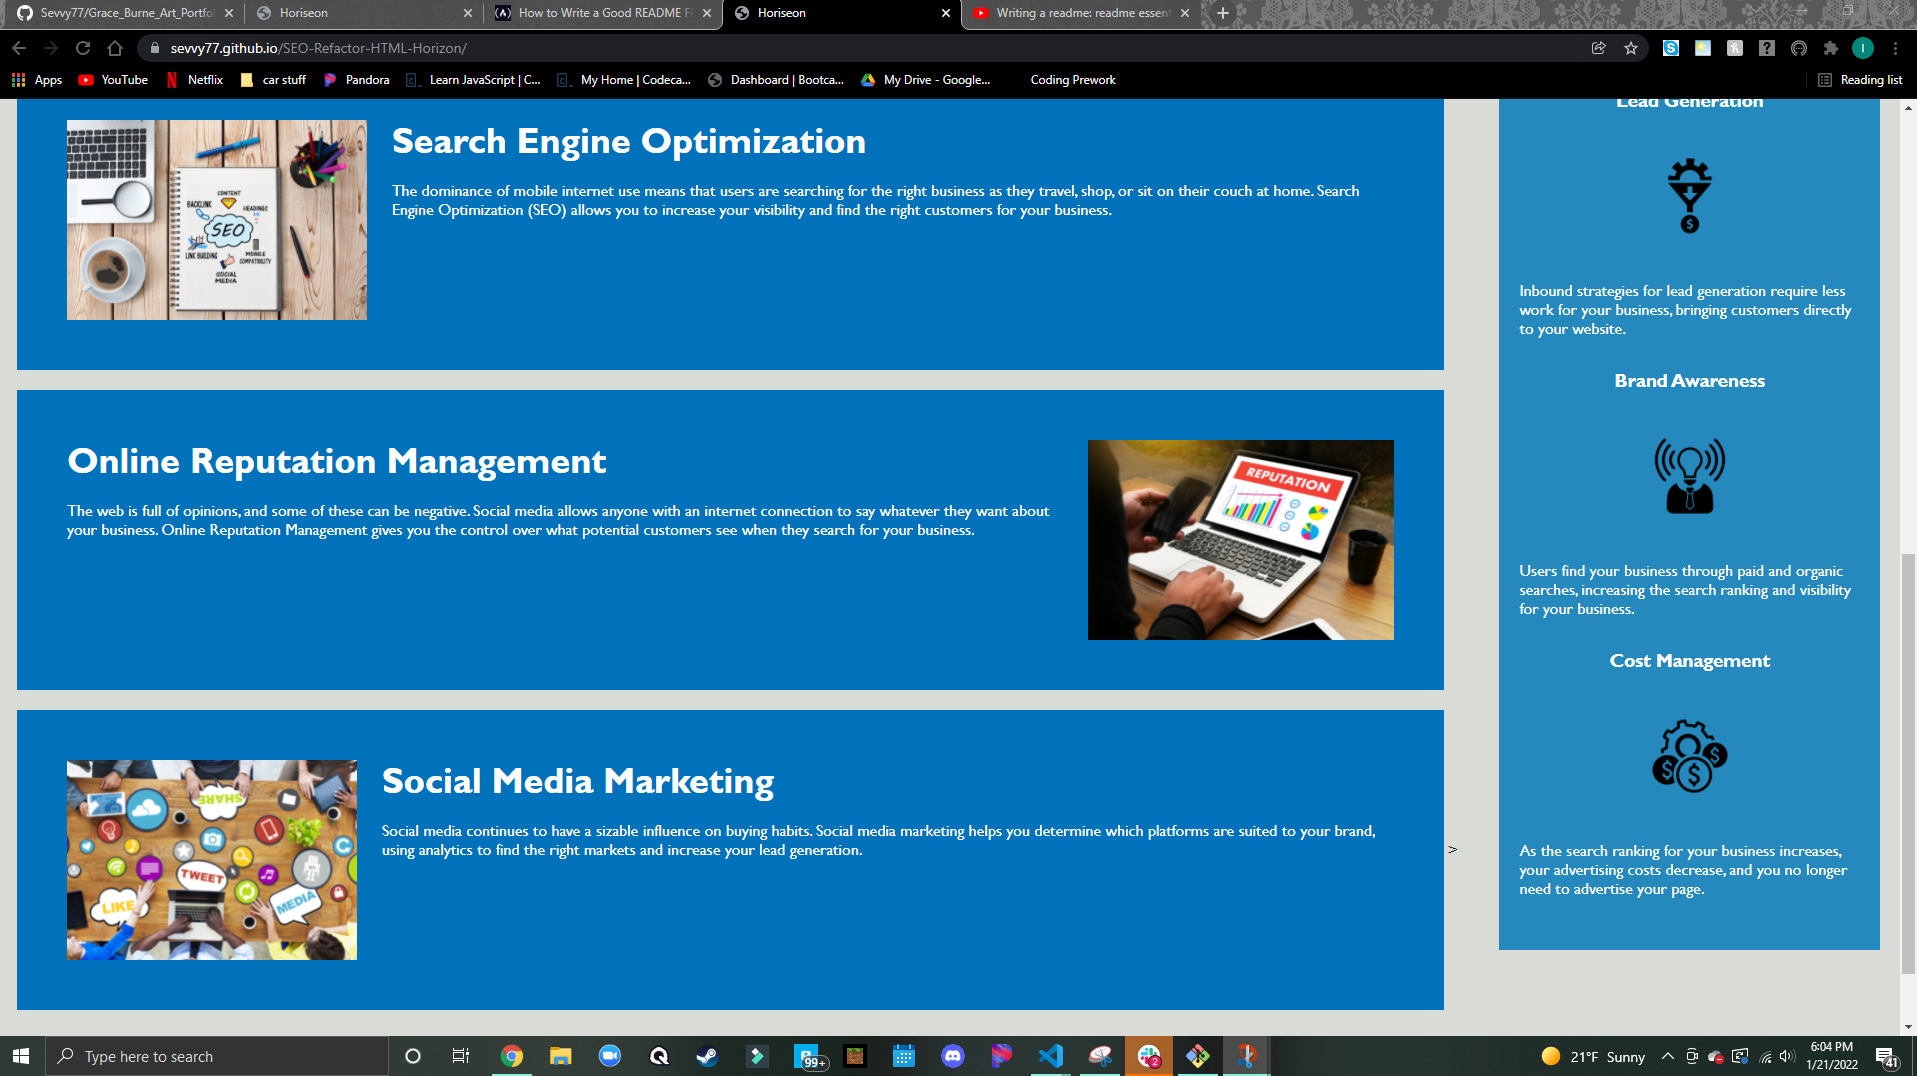 Sevvy77/Grace_Burne_Art_Portfol
Horiseon
How to Write a Good README Fi
Horiseon
Writing a readme: readme essent
sevvy77.github.io/SEO-Refactor-HTML-Horizon/
Apps
YouTube
Netflix
car stuff
Pandora
Learn JavaScript | C...
My Home | Codeca...
Dashboard | Bootca...
My Drive - Google...
Coding Prework
Reading list
Search Engine Optimization
The dominance of mobile internet use means that users are searching for the right business as they travel, shop, or sit on their couch at home. Search
Engine Optimization (SEO) allows you to increase your visibility and find the right customers for your business.
CONTENT
BACKLINK
HEADINGS
SEO
LINK BUILDING
MOBILE
COMPATIBILITY
SOCIAL
MEDIA
Online Reputation Management
The web is full of opinions, and some of these can be negative. Social media allows anyone with an internet connection to say whatever they want about
your business. Online Reputation Management gives you the control over what potential customers see when they search for your business.
REPUTATION
Social Media Marketing
Social media continues to have a sizable influence on buying habits. Social media marketing helps you determine which platforms are suited to your brand,
using analytics to find the right markets and increase your lead generation.
SHARE
TWEET
LIKE
MEDIA
>
Lead Generation
$
Inbound strategies for lead generation require less
work for your business, bringing customers directly
to your website.
Brand Awareness
Users find your business through paid and organic
searches, increasing the search ranking and visibility
for your business.
Cost Management
$ $ $
As the search ranking for your business increases,
your advertising costs decrease, and you no longer
need to advertise your page.
Type here to search
99+
2
21°F Sunny
6:04 PM
1/21/2022
41